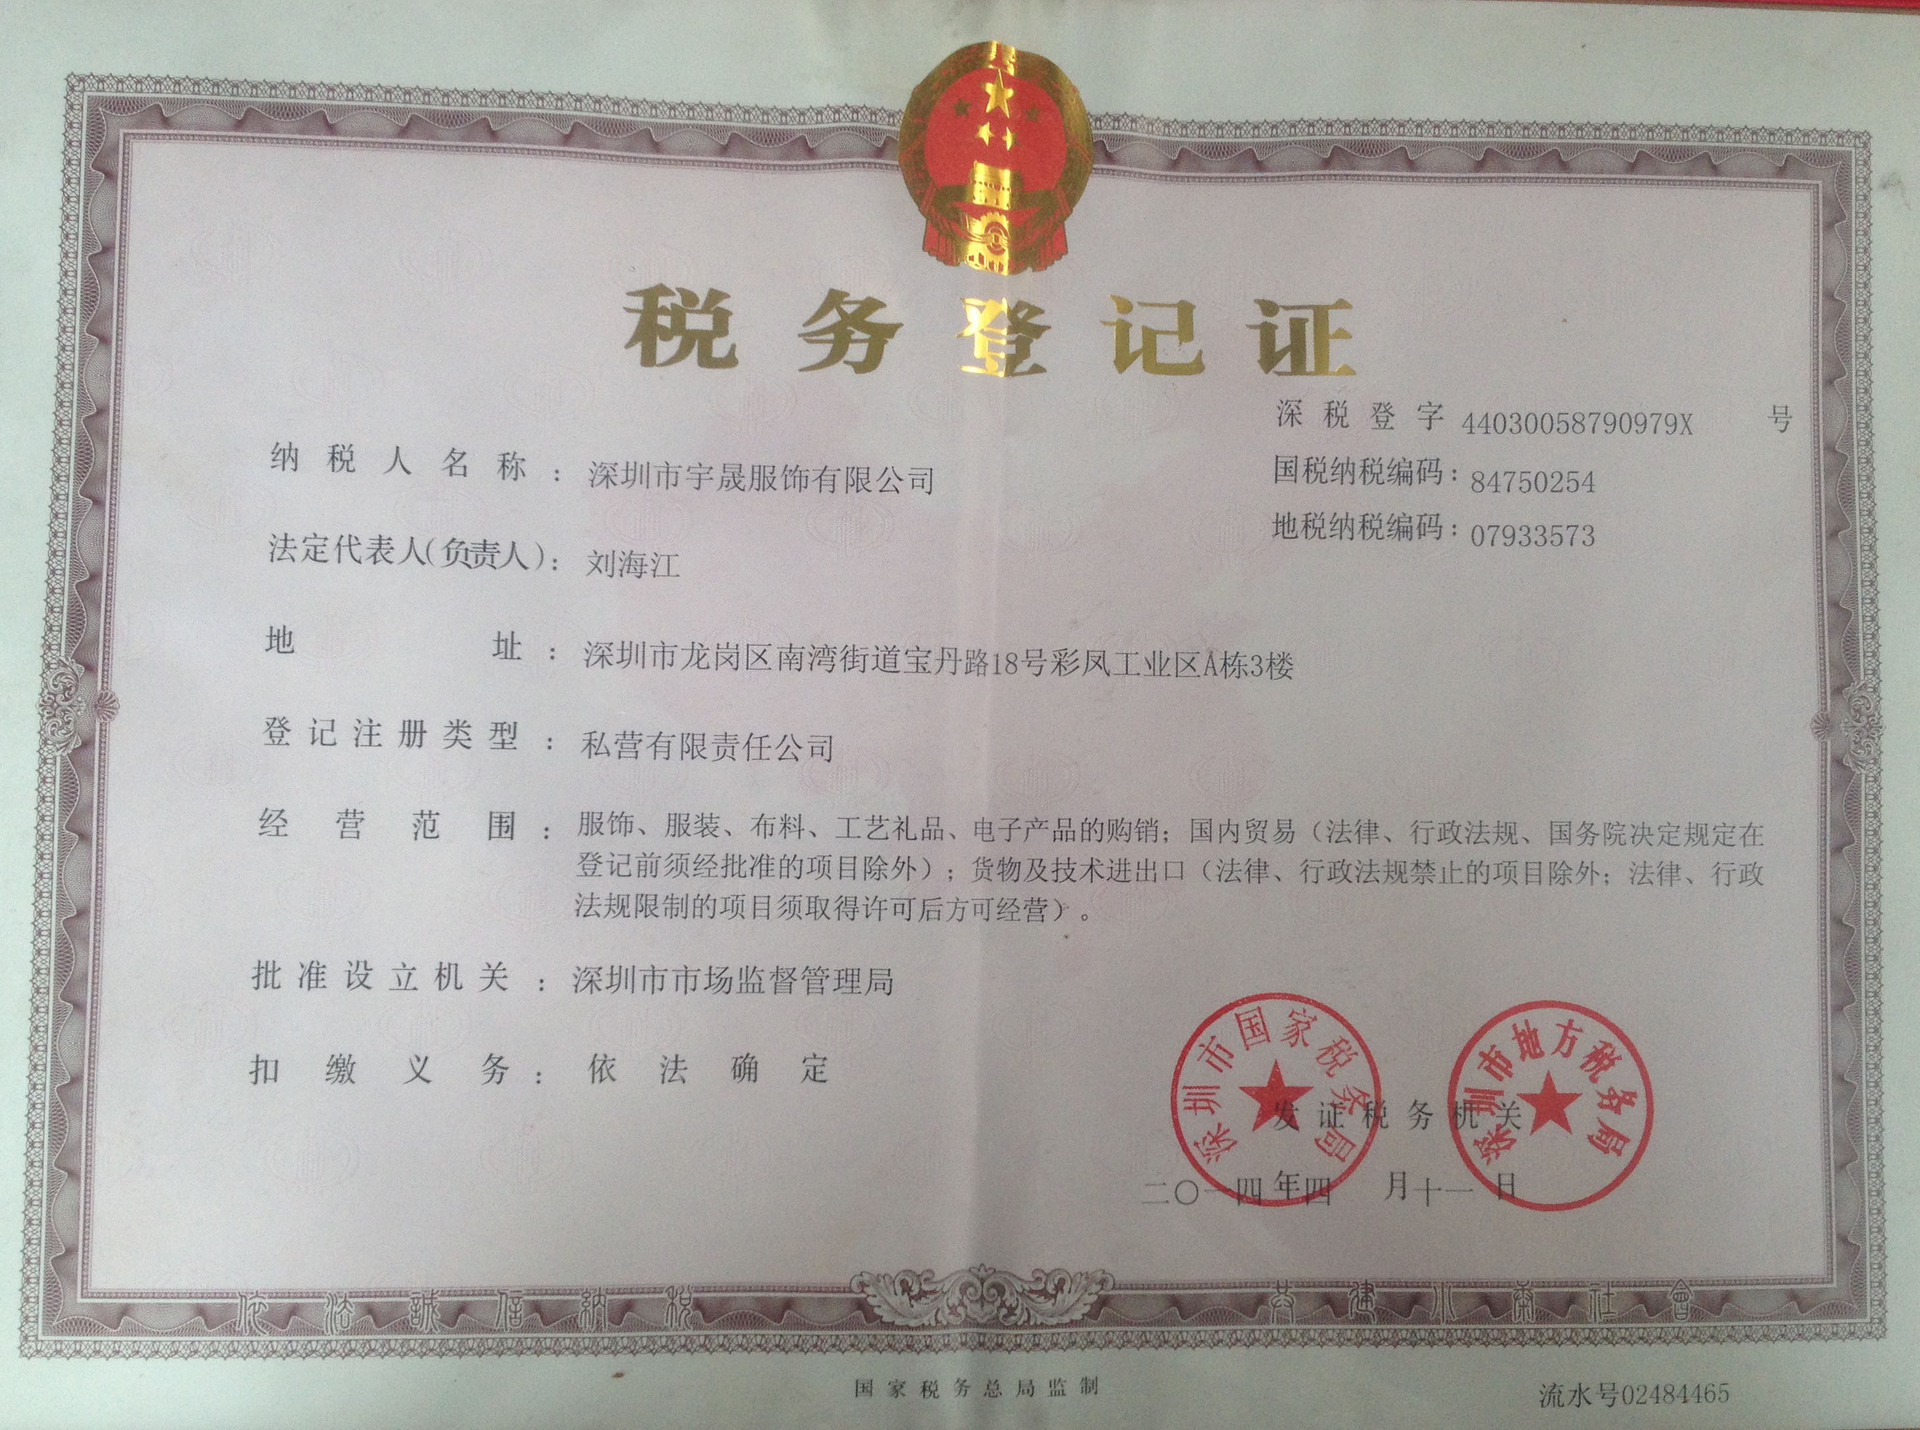 税务登记证
深税登字 44030058790979X 号
国税纳税编码：84750254
地税纳税编码：07933573
纳税人名称：深圳市宇晟服饰有限公司
法定代表人(负责人)：刘海江
地址：深圳市龙岗区南湾街道宝丹路18号彩凤工业区A栋3楼
登记注册类型：私营有限责任公司
经营范围：服饰、服装、布料、工艺礼品、电子产品的购销；国内贸易（法律、行政法规、国务院决定规定在
登记前须经批准的项目除外）；货物及技术进出口（法律、行政法规禁止的项目除外；法律、行政
法规限制的项目须取得许可后方可经营）。
批准设立机关：深圳市市场监督管理局
扣缴义务：依法确定
深圳市国家税务局
深圳市地方税务局
发证税务机关
二〇一四年四月十一日
依法誠信納税
共建小康社會
国家税务总局监制
流水号02484465